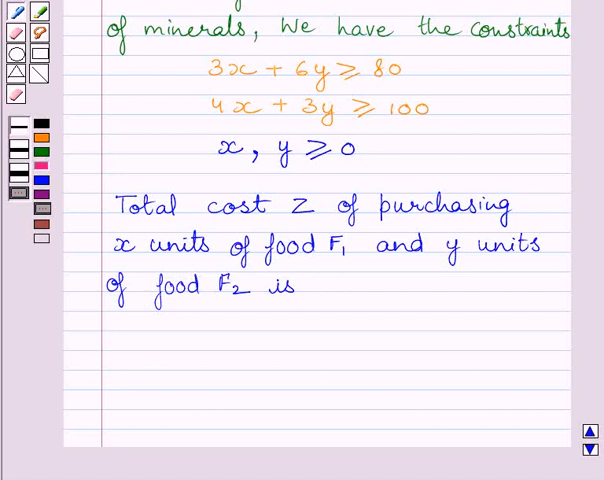 of minerals, We have the constraints
3x + 6y ⩾ 80
4x + 3y ⩾ 100
x, y ⩾ 0
Total cost Z of purchasing
x units of food F₁ and y units
of food F₂ is